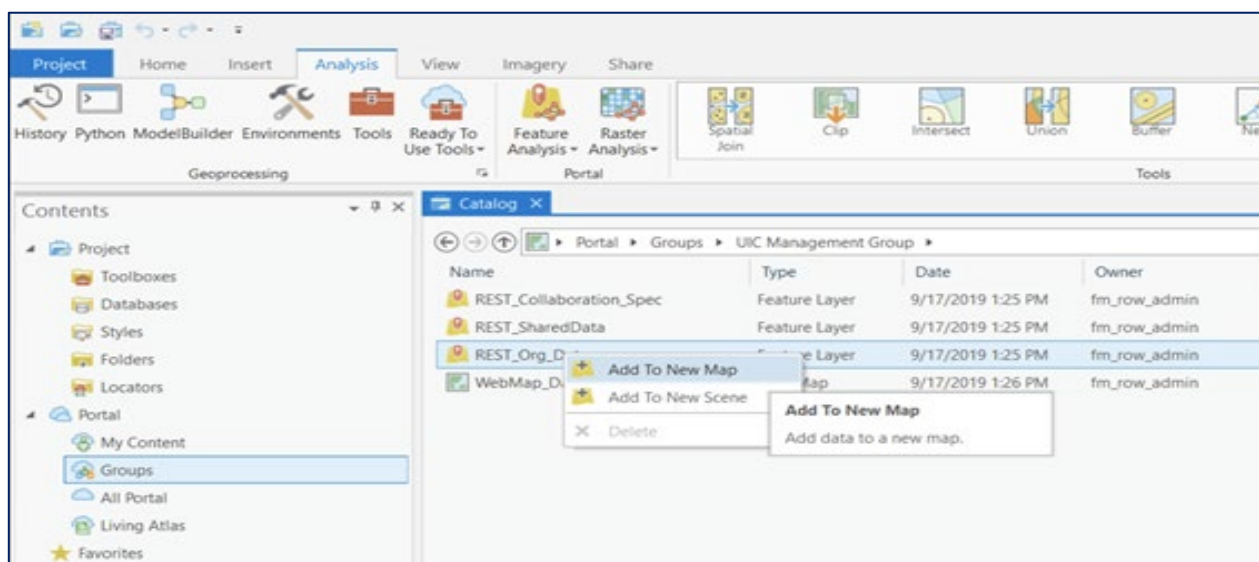 Project Home Insert Analysis View Imagery Share
History Python ModelBuilder Environments Tools Ready To Use Tools Feature Analysis Raster Analysis Spatial Join Clip Intersect Union Buffer
Geoprocessing Portal Tools
Contents
Project
Toolboxes
Databases
Styles
Folders
Locators
Portal
My Content
Groups
All Portal
Living Atlas
Favorites
Catalog
Portal Groups UIC Management Group
Name Type Date Owner
REST_Collaboration_Spec Feature Layer 9/17/2019 1:25 PM fm_row_admin
REST_SharedData Feature Layer 9/17/2019 1:25 PM fm_row_admin
REST_Org_D Layer 9/17/2019 1:25 PM fm_row_admin
WebMap_D 9/17/2019 1:26 PM fm_row_admin
Add To New Map
Add To New Scene
Delete
Add To New Map
Add data to a new map.